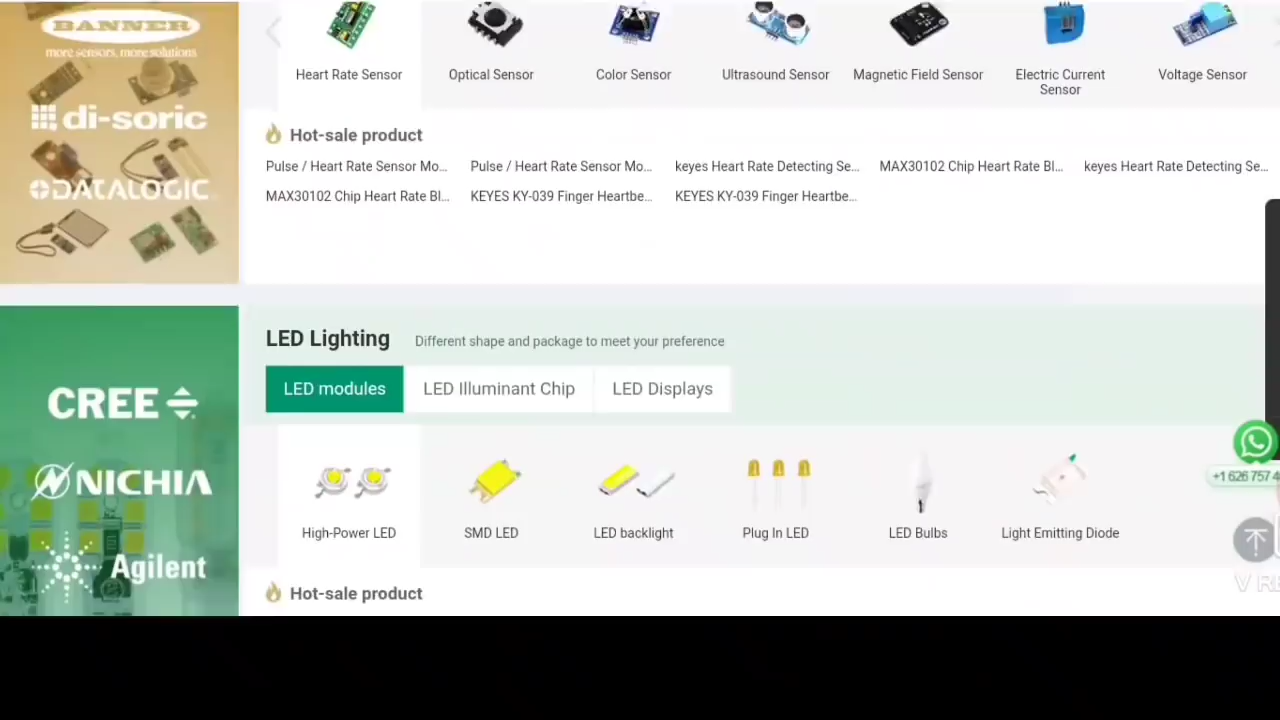 BANNER
more sensors, more solutions
di-soric
DATALOGIC
Heart Rate Sensor
Optical Sensor
Color Sensor
Ultrasound Sensor
Magnetic Field Sensor
Electric Current
Sensor
Voltage Sensor
Hot-sale product
Pulse / Heart Rate Sensor Mo...
Pulse / Heart Rate Sensor Mo...
keyes Heart Rate Detecting Se...
MAX30102 Chip Heart Rate Bl...
keyes Heart Rate Detecting Se...
MAX30102 Chip Heart Rate Bl...
KEYES KY-039 Finger Heartbe...
KEYES KY-039 Finger Heartbe...
CREE
NICHIA
Agilent
LED Lighting
Different shape and package to meet your preference
LED modules
LED Illuminant Chip
LED Displays
High-Power LED
SMD LED
LED backlight
Plug In LED
LED Bulbs
Light Emitting Diode
Hot-sale product
+1 626 757 4
V RE